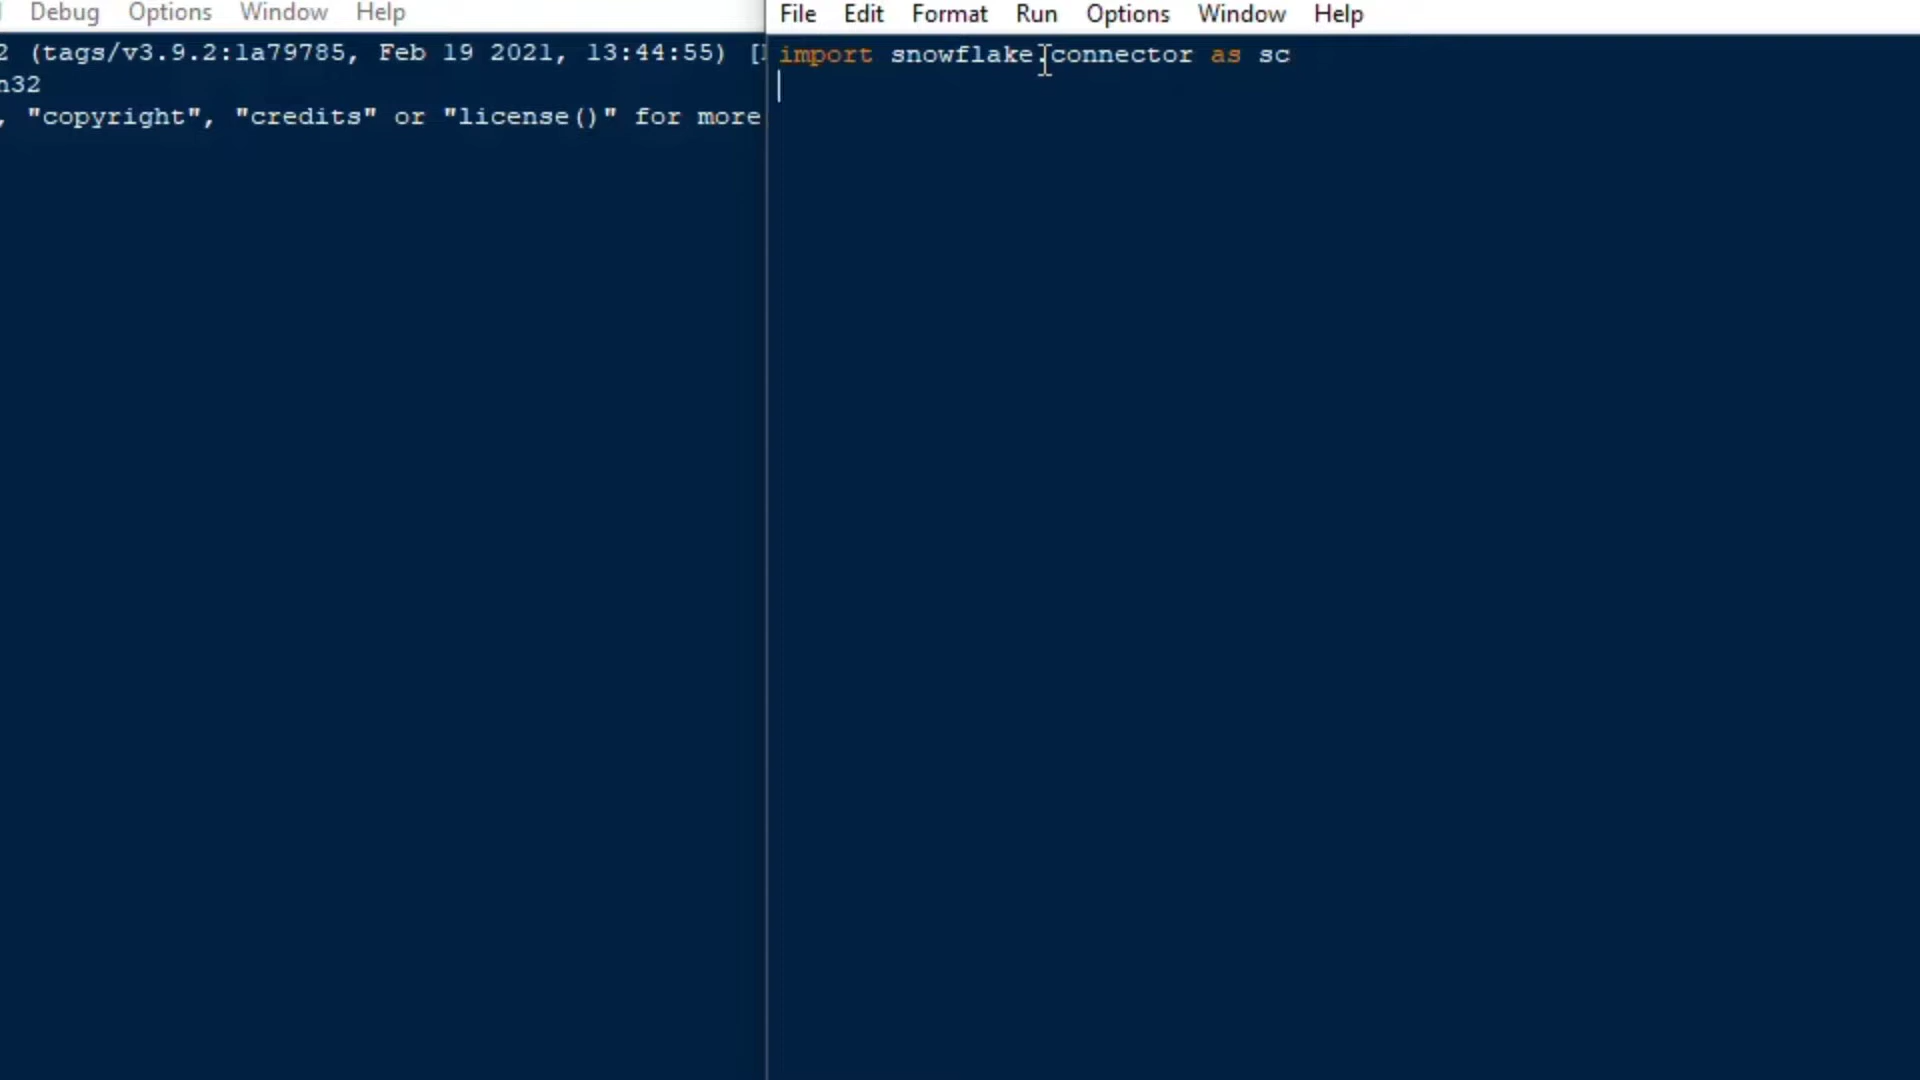 Debug Options Window Help
2 (tags/v3.9.2:1a79785, Feb 19 2021, 13:44:55) [
n32
, "copyright", "credits" or "license()" for more
File Edit Format Run Options Window Help
import snowflake.connector as sc